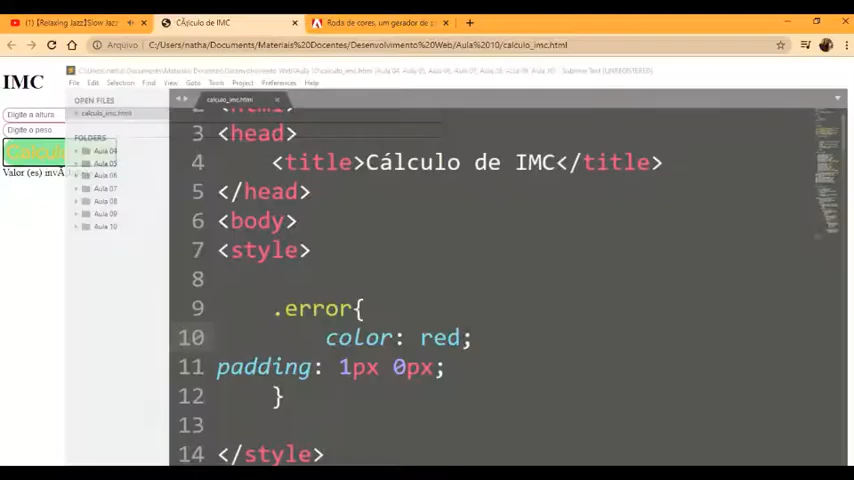 (1) [Relaxing Jazz]Slow Jazz
CÃ¡lculo de IMC
Roda de cores, um gerador de p
Arquivo | C:/Users/natha/Documents/Materiais Docentes/Desenvolvimento Web/Aula%2010/calculo_imc.html
IMC
Digite a altura
Digite o peso
Calcul
Valor (es) invÃ
File Edit Selection Find View Goto Tools Project Preferences Help
OPEN FILES
calculo_imc.html
FOLDERS
Aula 04
Aula 05
Aula 06
Aula 07
Aula 08
Aula 09
Aula 10
calculo_imc.html
3 <head>
4 <title>Cálculo de IMC</title>
5 </head>
6 <body>
7 <style>
8
9 .error{
10 color: red;
11 padding: 1px 0px;
12 }
13
14 </style>